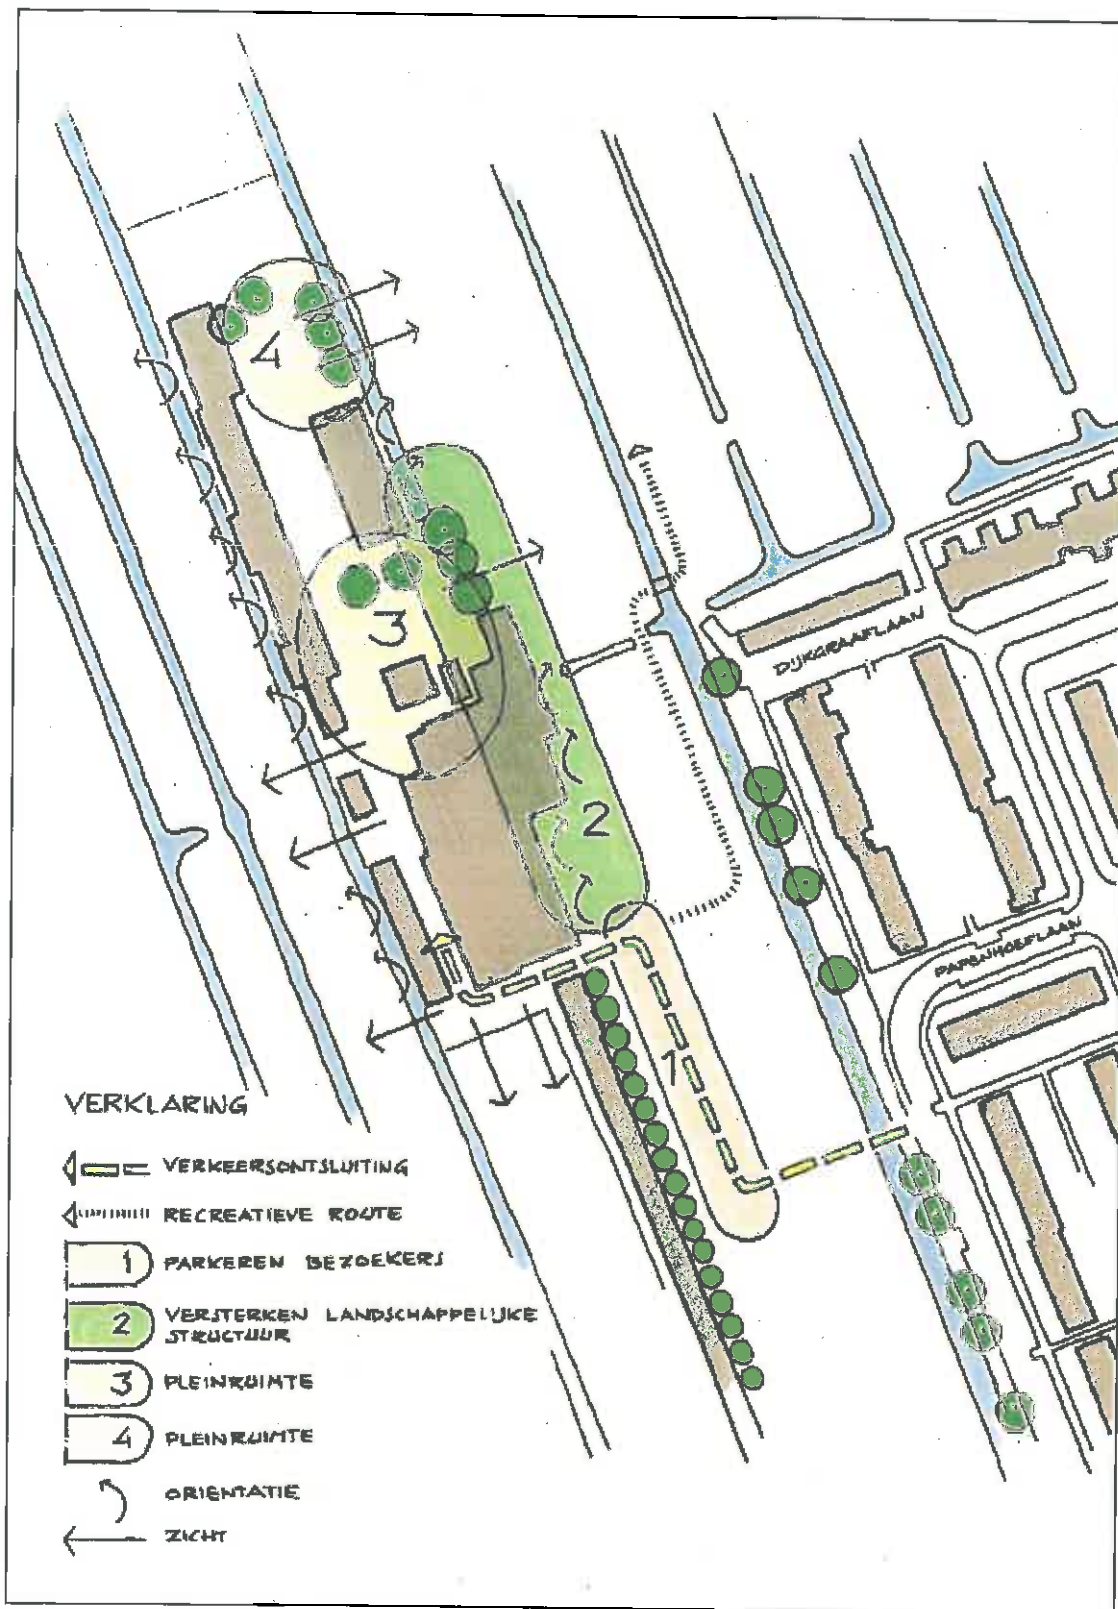 4
3
DIJKGRAAFLAAN
2
PAPENHOEFLAAN
1
VERKLARING
VERKEERSONTSLUITING
RECREATIEVE ROUTE
1 PARKEREN BEZOEKERS
2 VERSTERKEN LANDSCHAPPELIJKE
STRUCTUUR
3 PLEINRUIMTE
4 PLEINRUIMTE
ORIENTATIE
ZICHT